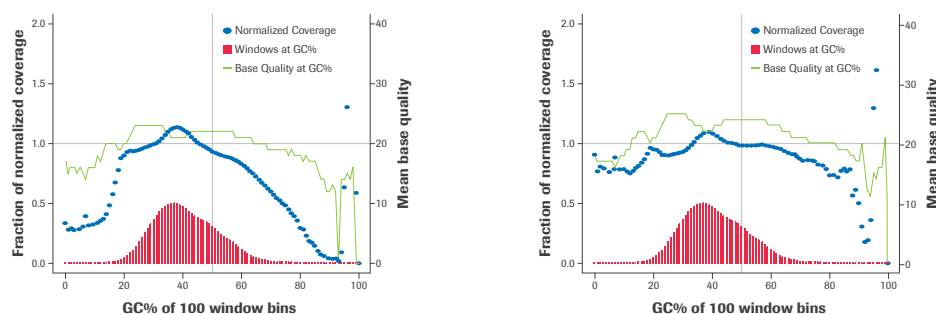 Fraction of normalized coverage
2.0
1.5
1.0
0.5
0.0
Normalized Coverage
Windows at GC%
Base Quality at GC%
40
30
20
10
0
Mean base quality
0 20 40 60 80 100
GC% of 100 window bins
Fraction of normalized coverage
2.0
1.5
1.0
0.5
0.0
Normalized Coverage
Windows at GC%
Base Quality at GC%
40
30
20
10
0
Mean base quality
0 20 40 60 80 100
GC% of 100 window bins